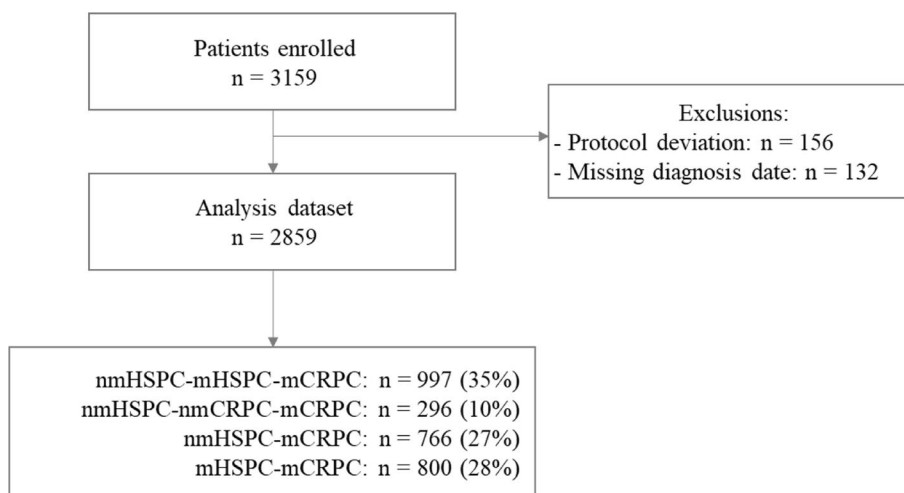 Patients enrolled
n = 3159
Exclusions:
- Protocol deviation: n = 156
- Missing diagnosis date: n = 132
Analysis dataset
n = 2859
nmHSPC-mHSPC-mCRPC: n = 997 (35%)
nmHSPC-nmCRPC-mCRPC: n = 296 (10%)
nmHSPC-mCRPC: n = 766 (27%)
mHSPC-mCRPC: n = 800 (28%)